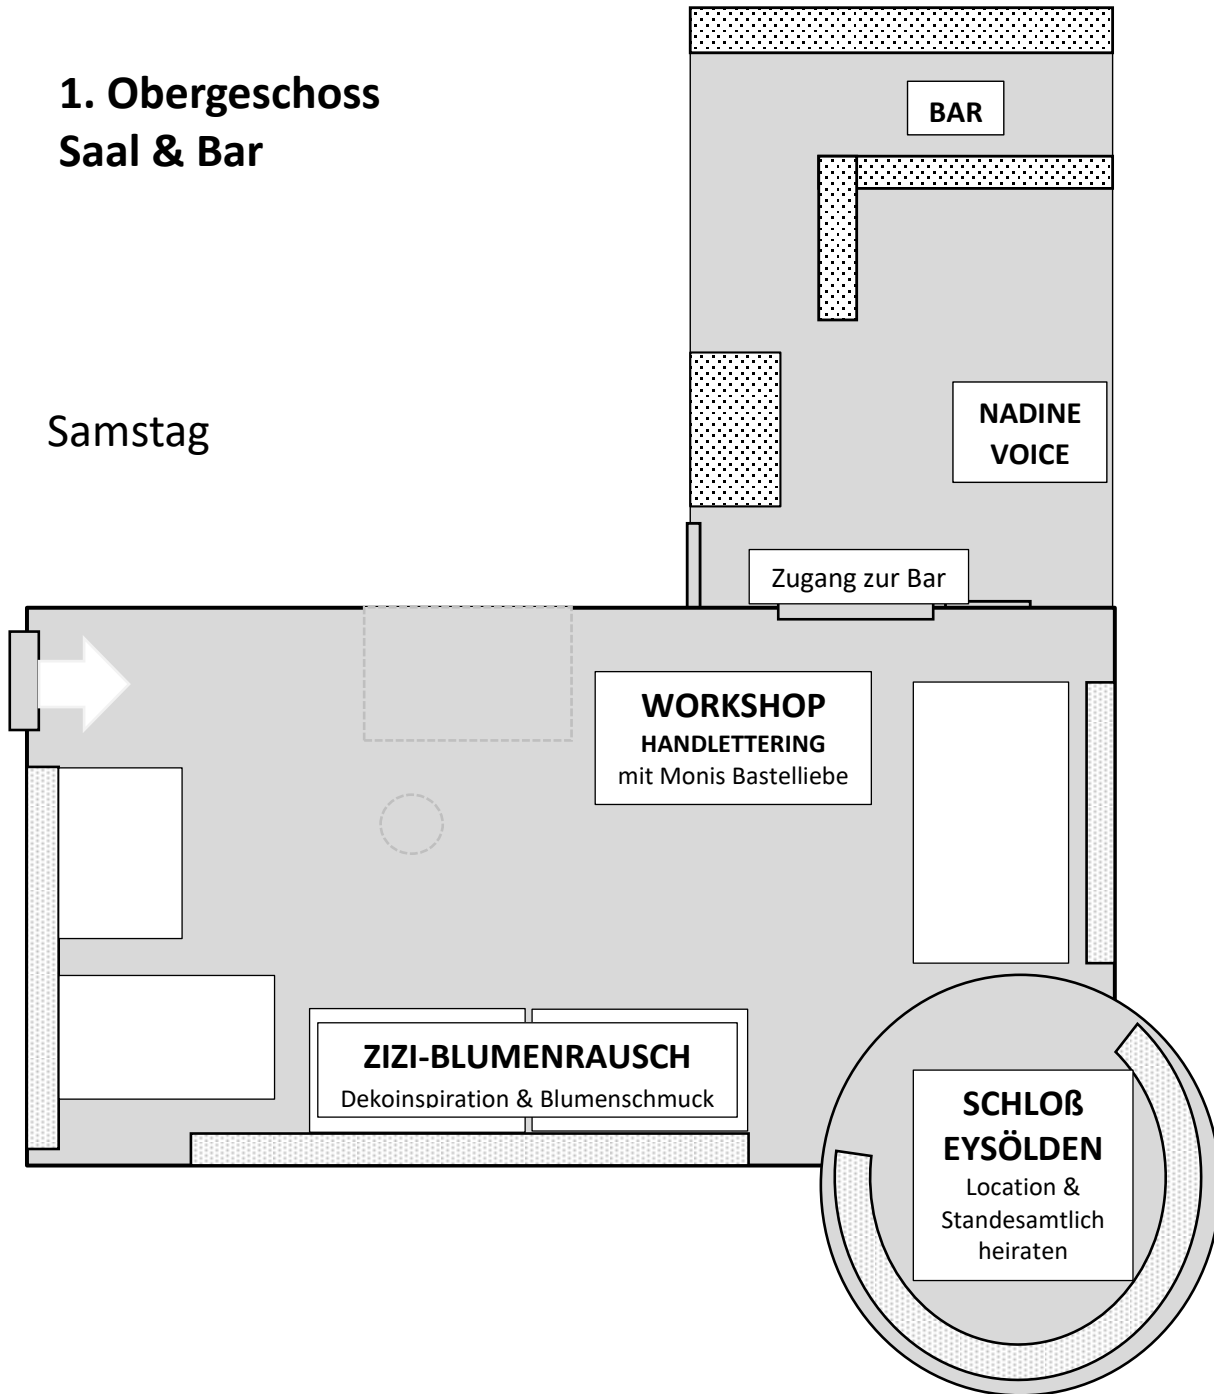 1. Obergeschoss
Saal & Bar
BAR
Samstag
NADINE
VOICE
Zugang zur Bar
WORKSHOP
HANDLETTERING
mit Monis Bastelliebe
ZIZI-BLUMENRAUSCH
Dekoinspiration & Blumenschmuck
SCHLOß
EYSÖLDEN
Location &
Standesamtlich
heiraten